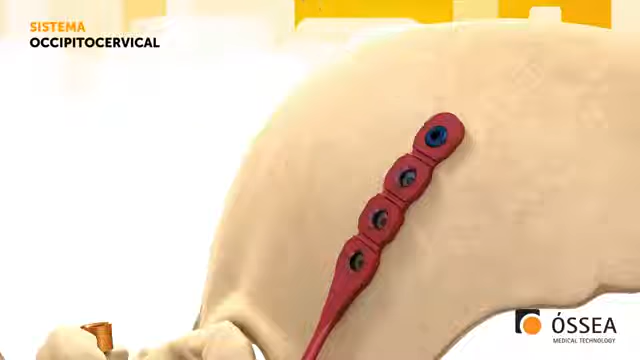 SISTEMA
OCCIPITOCERVICAL
ÓSSEA
MEDICAL TECHNOLOGY